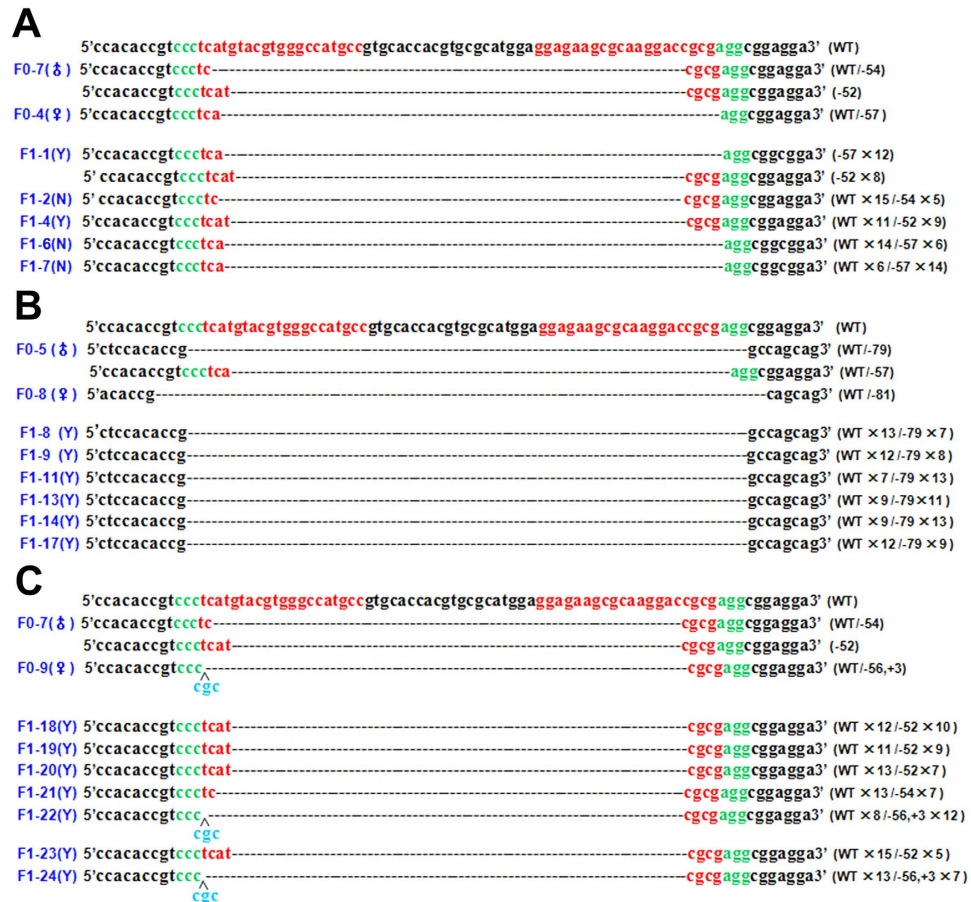 A
5'ccacaccgtccctcatgtacgtgggccatgccgtgcaccacgtgcgcatggaggagaagcgcaaggaccgcgaggcggagga3' (WT)
F0-7(♂) 5'ccacaccgtccctc---cgcgaggcggagga3' (WT/-54)
5'ccacaccgtccctcat---cgcgaggcggagga3' (-52)
F0-4(♀) 5'ccacaccgtccctca---aggcggagga3' (WT/-57)
F1-1(Y) 5'ccacaccgtccctca---aggcggcgga3' (-57 ×12)
5' ccacaccgtccctcat---cgcgaggcggagga3' (-52 ×8)
F1-2(N) 5' ccacaccgtccctc---cgcgaggcggagga3' (WT ×15/-54 ×5)
F1-4(Y) 5'ccacaccgtccctcat---cgcgaggcggagga3' (WT ×11/-52 ×9)
F1-6(N) 5'ccacaccgtccctca---aggcggcgga3' (WT ×14/-57 ×6)
F1-7(N) 5'ccacaccgtccctca---aggcggcgga3' (WT ×6/-57 ×14)
B
5'ccacaccgtccctcatgtacgtgggccatgccgtgcaccacgtgcgcatggaggagaagcgcaaggaccgcgaggcggagga3' (WT)
F0-5 (♂) 5'ctccacaccg---gccagcag3' (WT/-79)
5'ccacaccgtccctca---aggcggagga3' (WT/-57)
F0-8 (♀) 5'acaccg---cagcag3' (WT/-81)
F1-8 (Y) 5'ctccacaccg---gccagcag3' (WT ×13/-79 ×7)
F1-9 (Y) 5'ctccacaccg---gccagcag3' (WT ×12/-79 ×8)
F1-11(Y) 5'ctccacaccg---gccagcag3' (WT ×7/-79 ×13)
F1-13(Y) 5'ctccacaccg---gccagcag3' (WT ×9/-79×11)
F1-14(Y) 5'ctccacaccg---gccagcag3' (WT ×9/-79 ×13)
F1-17(Y) 5'ctccacaccg---gccagcag3' (WT ×12/-79 ×9)
C
5'ccacaccgtccctcatgtacgtgggccatgccgtgcaccacgtgcgcatggaggagaagcgcaaggaccgcgaggcggagga3' (WT)
F0-7(♂) 5'ccacaccgtccctc---cgcgaggcggagga3' (WT/-54)
5'ccacaccgtccctcat---cgcgaggcggagga3' (-52)
F0-9(♀) 5'ccacaccgtccc---cgcgaggcggagga3' (WT/-56,+3)
^
cgc
F1-18(Y) 5'ccacaccgtccctcat---cgcgaggcggagga3' (WT ×12/-52 ×10)
F1-19(Y) 5'ccacaccgtccctcat---cgcgaggcggagga3' (WT ×11/-52 ×9)
F1-20(Y) 5'ccacaccgtccctcat---cgcgaggcggagga3' (WT ×13/-52×7)
F1-21(Y) 5'ccacaccgtccctc---cgcgaggcggagga3' (WT ×13/-54×7)
F1-22(Y) 5'ccacaccgtccc---cgcgaggcggagga3' (WT ×8/-56,+3 ×12)
^
cgc
F1-23(Y) 5'ccacaccgtccctcat---cgcgaggcggagga3' (WT ×15/-52 ×5)
F1-24(Y) 5'ccacaccgtccc---cgcgaggcggagga3' (WT ×13/-56,+3 ×7)
^
cgc